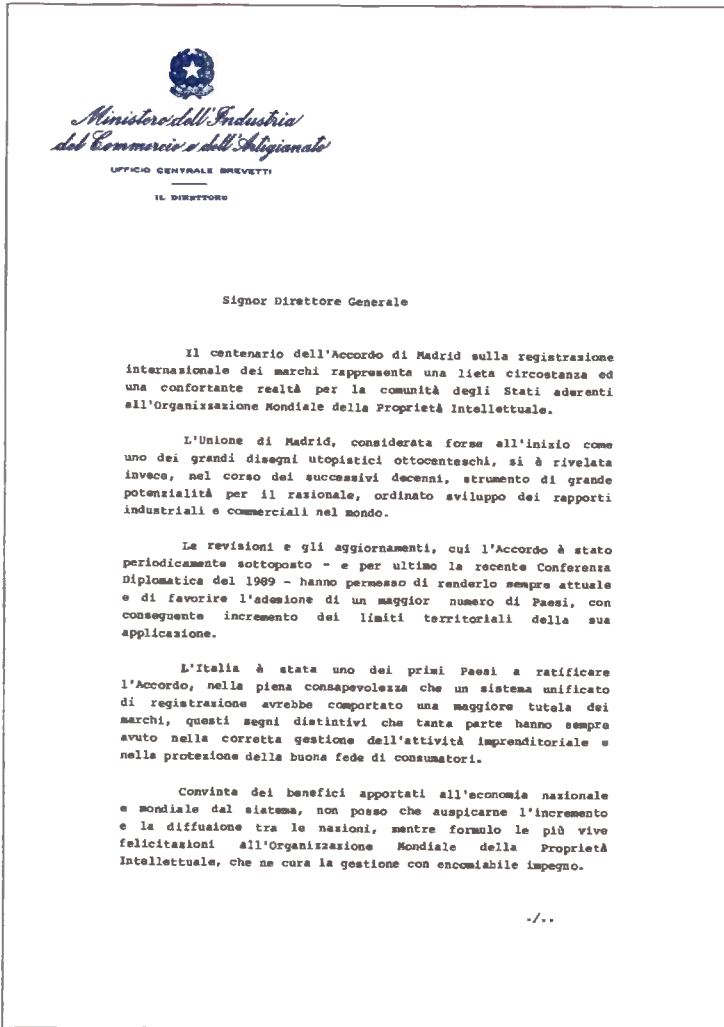 Ministero dell'Industria
del Commercio e dell'Artigianato
UFFICIO CENTRALE BREVETTI
IL DIRETTORE
Signor Direttore Generale
Il centenario dell'Accordo di Madrid sulla registrazione
internazionale dei marchi rappresenta una lieta circostanza ed
una confortante realtà per la comunità degli Stati aderenti
all'Organizzazione Mondiale della Proprietà Intellettuale.
L'Unione di Madrid, considerata forse all'inizio come
uno dei grandi disegni utopistici ottocenteschi, si è rivelata
invece, nel corso dei successivi decenni, strumento di grande
potenzialità per il razionale, ordinato sviluppo dei rapporti
industriali e commerciali nel mondo.
Le revisioni e gli aggiornamenti, cui l'Accordo è stato
periodicamente sottoposto - e per ultimo la recente Conferenza
Diplomatica del 1989 - hanno permesso di renderlo sempre attuale
e di favorire l'adesione di un maggior numero di Paesi, con
conseguente incremento dei limiti territoriali della sua
applicazione.
L'Italia è stata uno dei primi Paesi a ratificare
l'Accordo, nella piena consapevolezza che un sistema unificato
di registrazione avrebbe comportato una maggiore tutela dei
marchi, questi segni distintivi che tanta parte hanno sempre
avuto nella corretta gestione dell'attività imprenditoriale e
nella protezione della buona fede di consumatori.
Convinta dei benefici apportati all'economia nazionale
e mondiale dal sistema, non posso che auspicarne l'incremento
e la diffusione tra le nazioni, mentre formulo le più vive
felicitazioni all'Organizzazione Mondiale della Proprietà
Intellettuale, che ne cura la gestione con encomiabile impegno.
./..